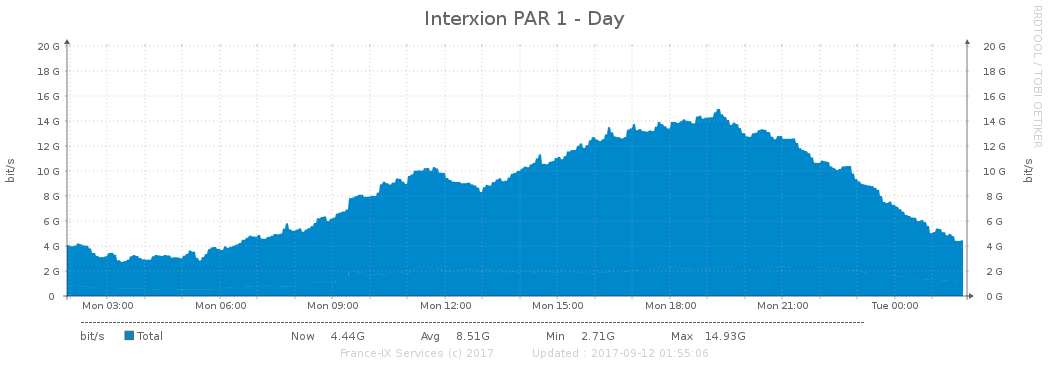 Interxion PAR 1 - Day
RRDTOOL / TOBI OETIKER
20 G 20 G
18 G 18 G
16 G 16 G
14 G 14 G
12 G 12 G
10 G 10 G
8 G 8 G
6 G 6 G
4 G 4 G
2 G 2 G
0 0 G
bit/s bit/s
Mon 03:00 Mon 06:00 Mon 09:00 Mon 12:00 Mon 15:00 Mon 18:00 Mon 21:00 Tue 00:00
bit/s Total Now 4.44G Avg 8.51G Min 2.71G Max 14.93G
France-IX Services (c) 2017 Updated : 2017-09-12 01:55:06